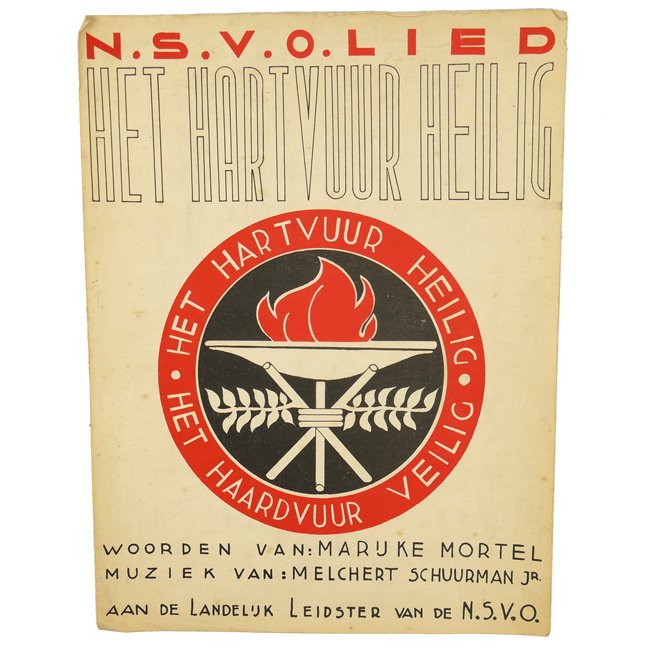 N.S.V.O. LIED
HET HARTVUUR HEILIG
HET HARTVUUR HEILIG
HET HAARDVUUR VEILIG
WOORDEN VAN: MARIJKE MORTEL
MUZIEK VAN: MELCHERT SCHUURMAN JR.
AAN DE LANDELIJK LEIDSTER VAN DE N.S.V.O.